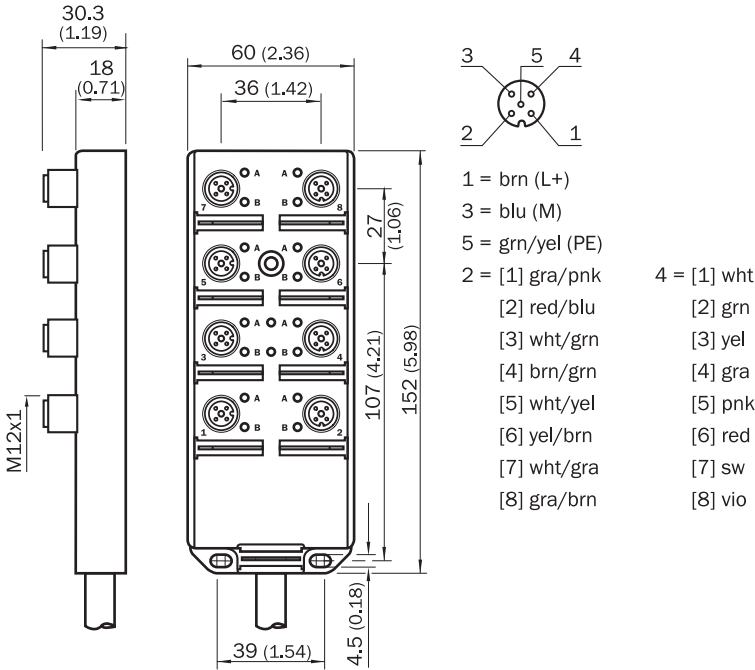 30.3
(1.19)
18
(0.71)
60 (2.36)
36 (1.42)
3 5 4
2 1
1 = brn (L+)
3 = blu (M)
5 = grn/yel (PE)
2 = [1] gra/pnk 4 = [1] wht
[2] red/blu [2] grn
[3] wht/grn [3] yel
[4] brn/grn [4] gra
[5] wht/yel [5] pnk
[6] yel/brn [6] red
[7] wht/gra [7] sw
[8] gra/brn [8] vio
A A
7 B B 8
A A
5 B B 6
A A
3 B B 4
A A
1 B B 2
27
(1.06)
107 (4.21)
152 (5.98)
M12x1
4.5 (0.18)
39 (1.54)